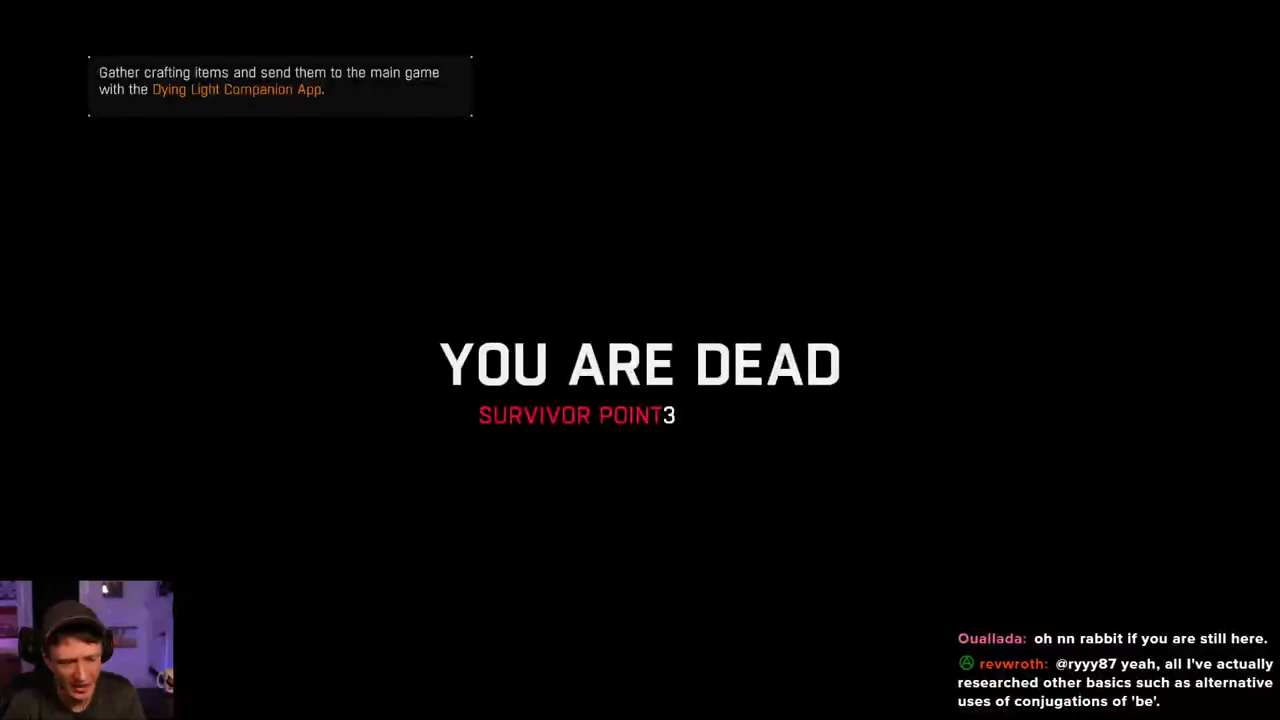 Gather crafting items and send them to the main game
with the Dying Light Companion App.
YOU ARE DEAD
SURVIVOR POINT3
Ouallada: oh nn rabbit if you are still here.
revwroth: @ryyy87 yeah, all I've actually
researched other basics such as alternative
uses of conjugations of 'be'.